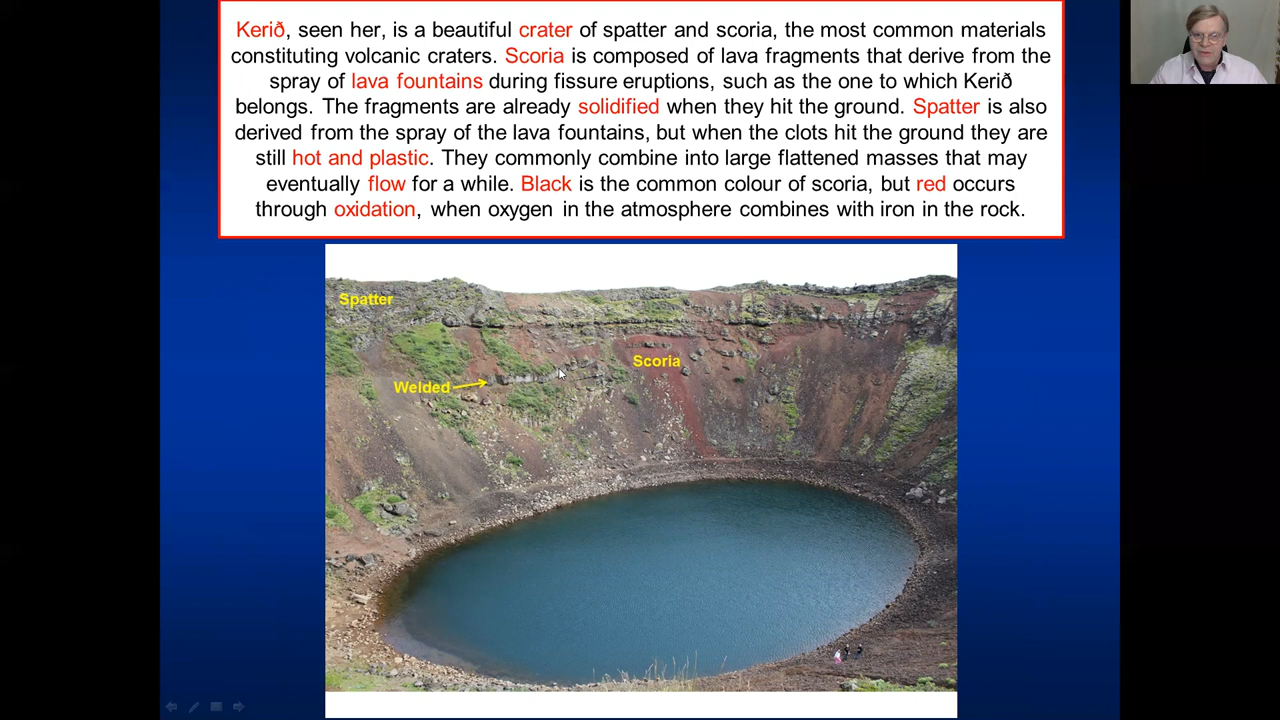 Kerið, seen her, is a beautiful crater of spatter and scoria, the most common materials
constituting volcanic craters. Scoria is composed of lava fragments that derive from the
spray of lava fountains during fissure eruptions, such as the one to which Kerið
belongs. The fragments are already solidified when they hit the ground. Spatter is also
derived from the spray of the lava fountains, but when the clots hit the ground they are
still hot and plastic. They commonly combine into large flattened masses that may
eventually flow for a while. Black is the common colour of scoria, but red occurs
through oxidation, when oxygen in the atmosphere combines with iron in the rock.
Spatter
Scoria
Welded